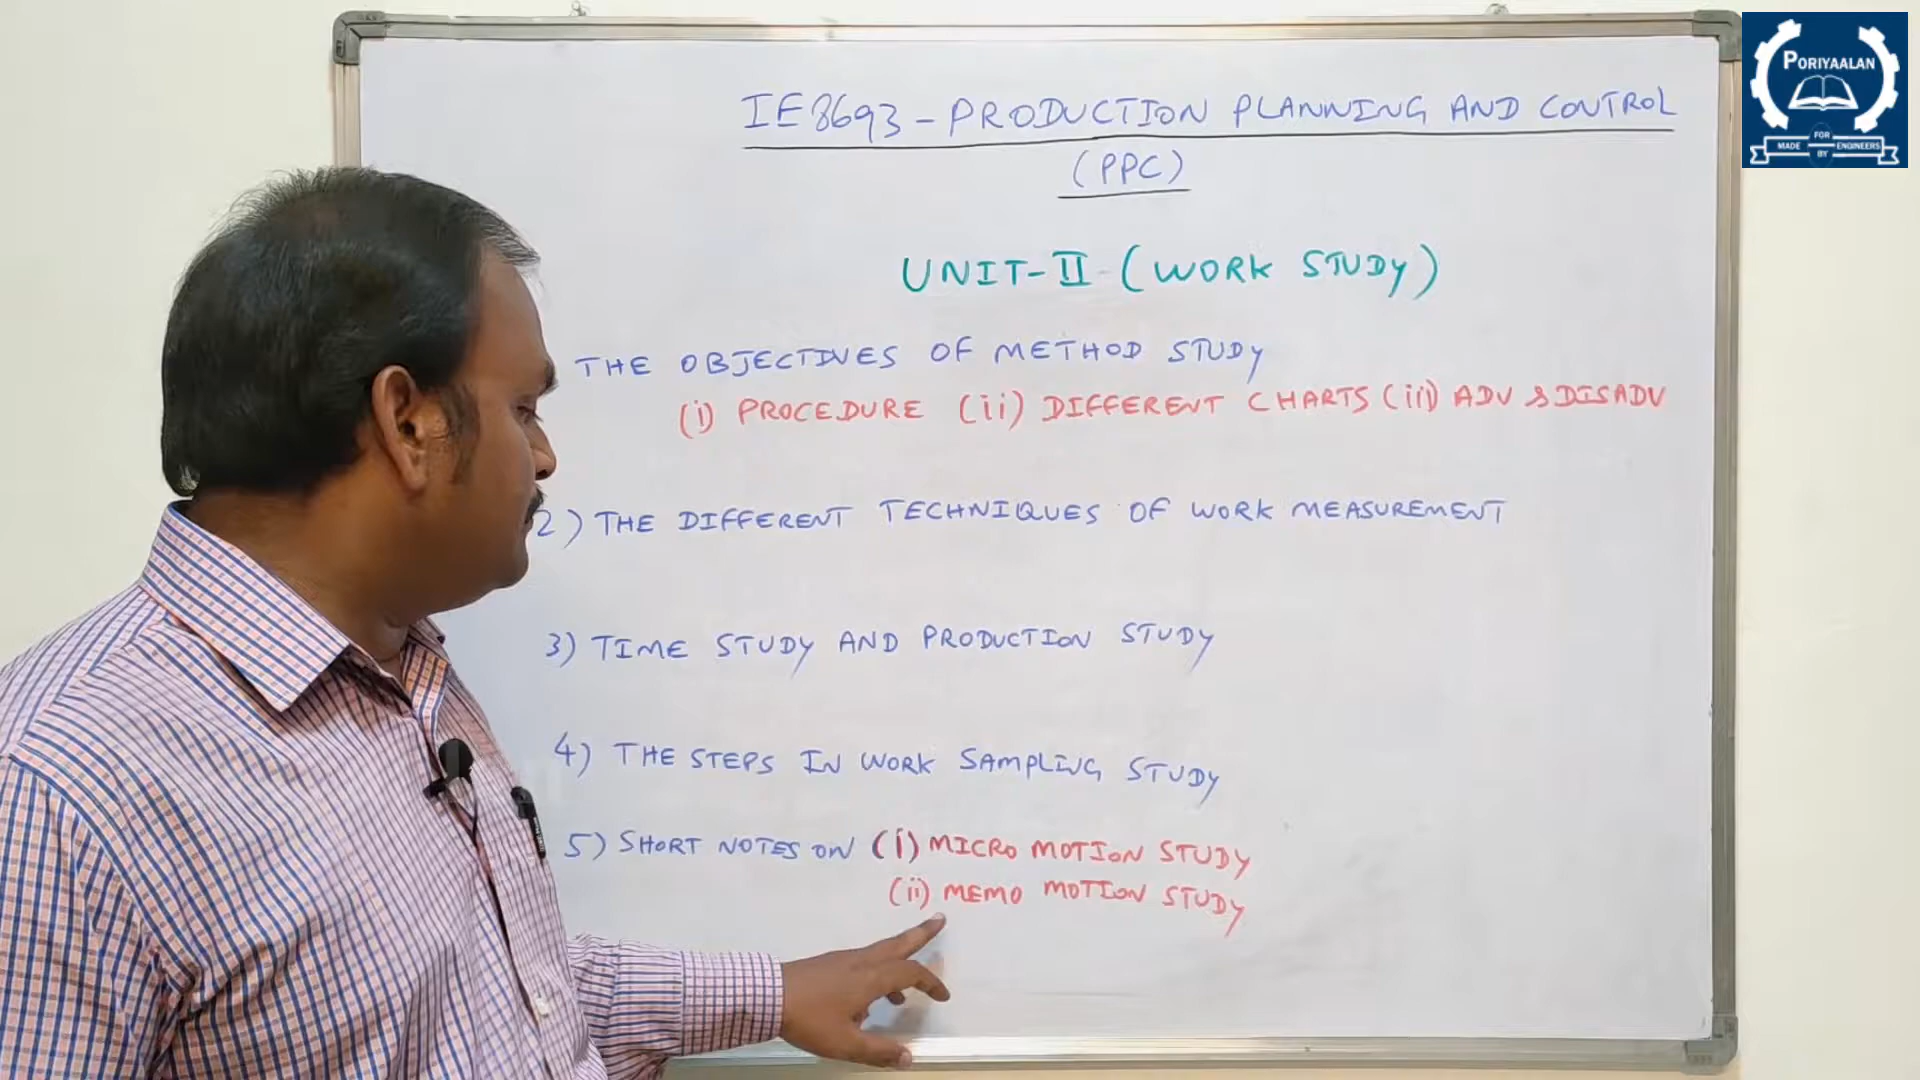 IE8693 - PRODUCTION PLANNING AND CONTROL
(PPC)
UNIT-II - (WORK STUDY)
THE OBJECTIVES OF METHOD STUDY
(i) PROCEDURE (ii) DIFFERENT CHARTS (iii) ADV & DISADV
2) THE DIFFERENT TECHNIQUES OF WORK MEASUREMENT
3) TIME STUDY AND PRODUCTION STUDY
4) THE STEPS IN WORK SAMPLING STUDY
5) SHORT NOTES ON (i) MICRO MOTION STUDY
(ii) MEMO MOTION STUDY
PORIYAALAN
MADE FOR BY ENGINEERS